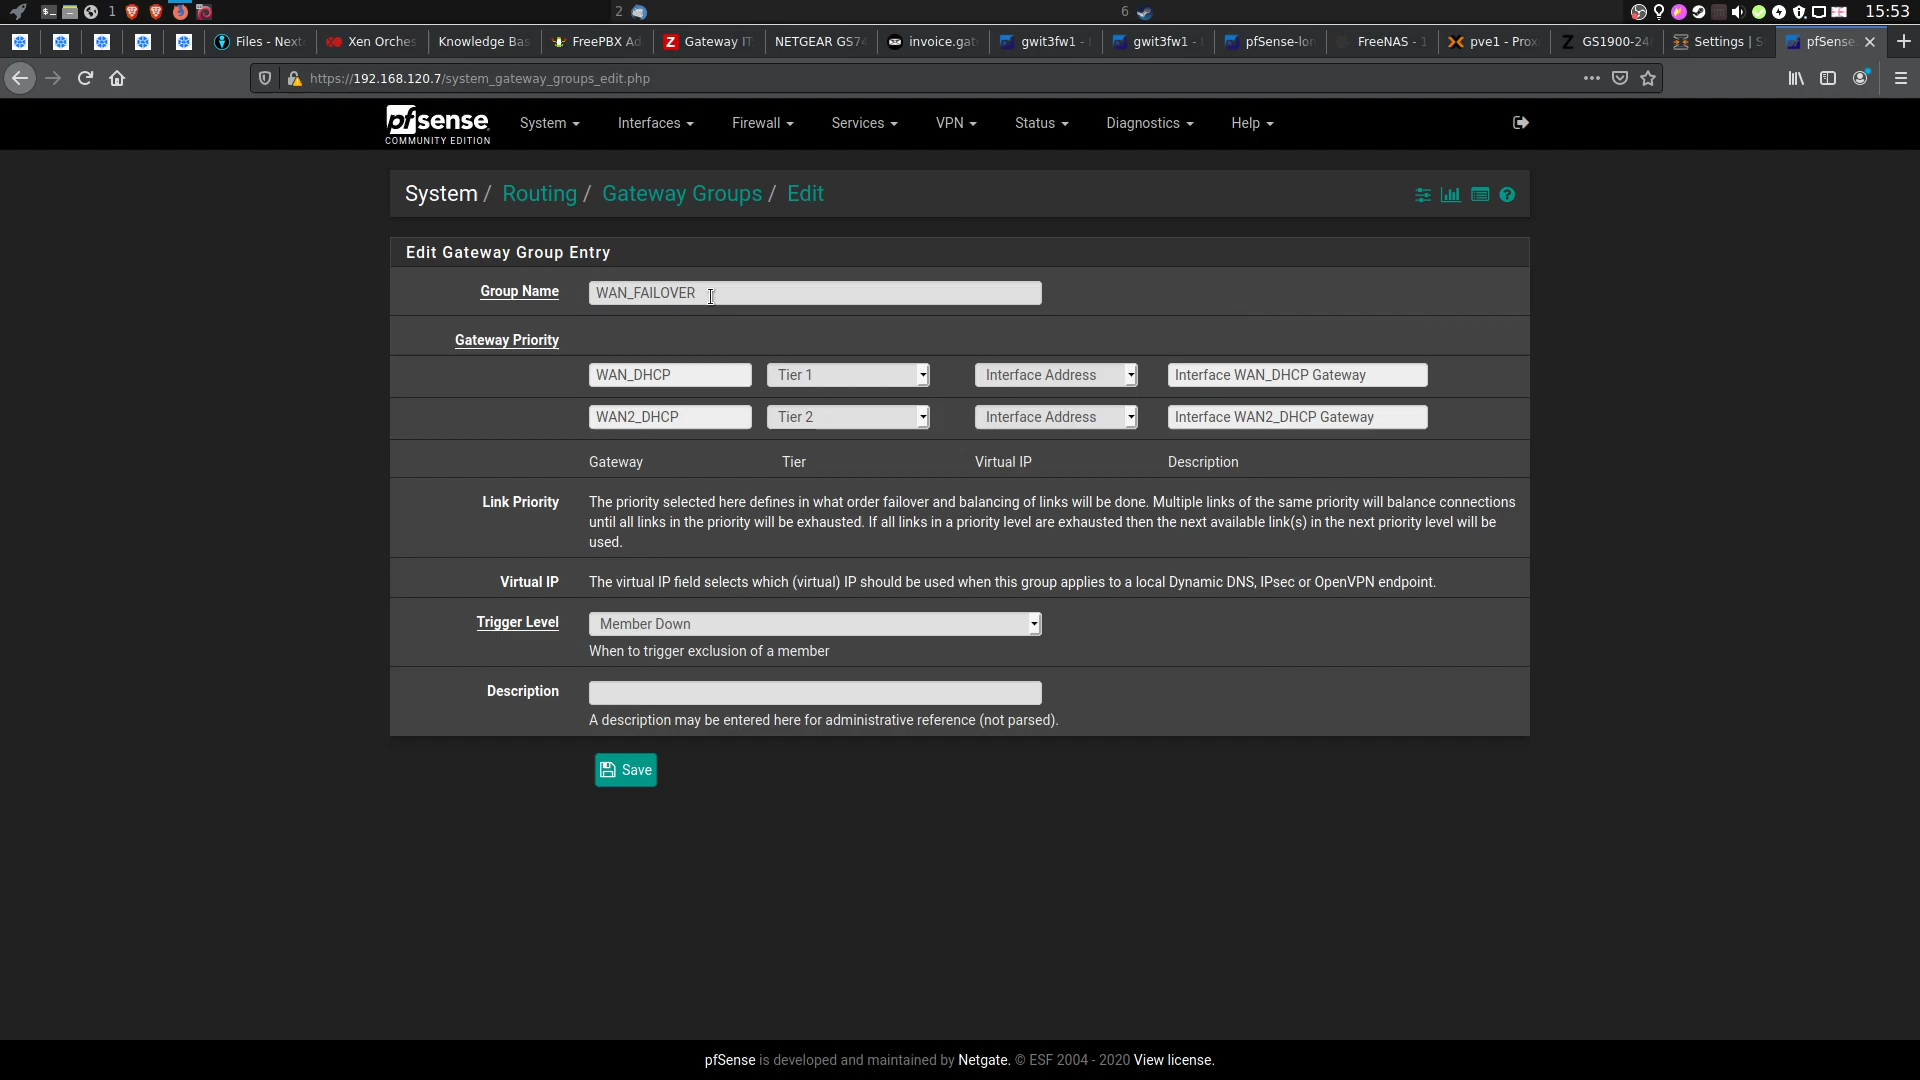 1
2
6
15:53
Files - Next
Xen Orches
Knowledge Bas
FreePBX Ad
Gateway IT
NETGEAR GS74
invoice.gat
gwit3fw1 -
gwit3fw1 -
pfSense-lon
FreeNAS - 1
pve1 - Prox
GS1900-24
Settings | S
pfSense.
https://192.168.120.7/system_gateway_groups_edit.php
pfsense
COMMUNITY EDITION
System
Interfaces
Firewall
Services
VPN
Status
Diagnostics
Help
System / Routing / Gateway Groups / Edit
Edit Gateway Group Entry
Group Name WAN_FAILOVER
Gateway Priority
WAN_DHCP Tier 1 Interface Address Interface WAN_DHCP Gateway
WAN2_DHCP Tier 2 Interface Address Interface WAN2_DHCP Gateway
Gateway Tier Virtual IP Description
Link Priority The priority selected here defines in what order failover and balancing of links will be done. Multiple links of the same priority will balance connections
until all links in the priority will be exhausted. If all links in a priority level are exhausted then the next available link(s) in the next priority level will be
used.
Virtual IP The virtual IP field selects which (virtual) IP should be used when this group applies to a local Dynamic DNS, IPsec or OpenVPN endpoint.
Trigger Level Member Down
When to trigger exclusion of a member
Description
A description may be entered here for administrative reference (not parsed).
Save
pfSense is developed and maintained by Netgate. © ESF 2004 - 2020 View license.